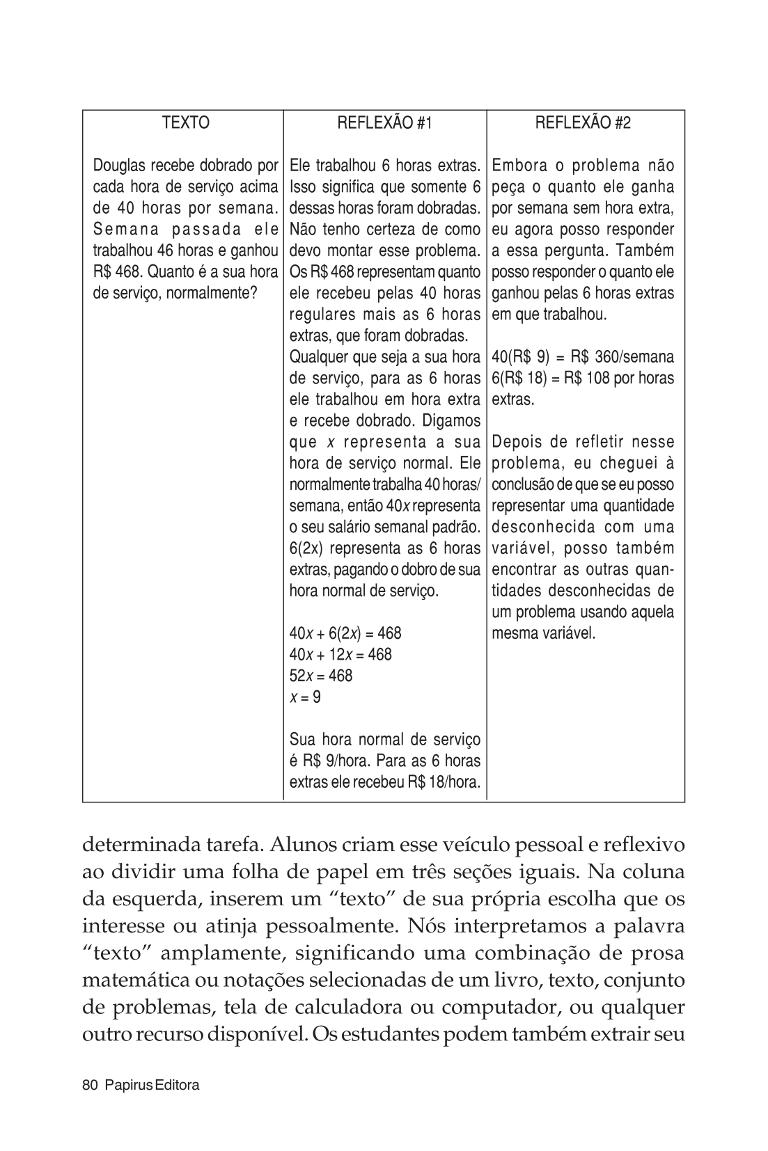 TEXTO
Douglas recebe dobrado por
cada hora de serviço acima
de 40 horas por semana.
Semana passada ele
trabalhou 46 horas e ganhou
R$ 468. Quanto é a sua hora
de serviço, normalmente?
REFLEXÃO #1
Ele trabalhou 6 horas extras.
Isso significa que somente 6
dessas horas foram dobradas.
Não tenho certeza de como
devo montar esse problema.
Os R$ 468 representam quanto
ele recebeu pelas 40 horas
regulares mais as 6 horas
extras, que foram dobradas.
Qualquer que seja a sua hora
de serviço, para as 6 horas
ele trabalhou em hora extra
e recebe dobrado. Digamos
que x representa a sua
hora de serviço normal. Ele
normalmente trabalha 40 horas/
semana, então 40x representa
o seu salário semanal padrão.
6(2x) representa as 6 horas
extras, pagando o dobro de sua
hora normal de serviço.
40x + 6(2x) = 468
40x + 12x = 468
52x = 468
x = 9
Sua hora normal de serviço
é R$ 9/hora. Para as 6 horas
extras ele recebeu R$ 18/hora.
REFLEXÃO #2
Embora o problema não
peça o quanto ele ganha
por semana sem hora extra,
eu agora posso responder
a essa pergunta. Também
posso responder o quanto ele
ganhou pelas 6 horas extras
em que trabalhou.
40(R$ 9) = R$ 360/semana
6(R$ 18) = R$ 108 por horas
extras.
Depois de refletir nesse
problema, eu cheguei à
conclusão de que se eu posso
representar uma quantidade
desconhecida com uma
variável, posso também
encontrar as outras quan-
tidades desconhecidas de
um problema usando aquela
mesma variável.
determinada tarefa. Alunos criam esse veículo pessoal e reflexivo
ao dividir uma folha de papel em três seções iguais. Na coluna
da esquerda, inserem um “texto” de sua própria escolha que os
interesse ou atinja pessoalmente. Nós interpretamos a palavra
“texto” amplamente, significando uma combinação de prosa
matemática ou notações selecionadas de um livro, texto, conjunto
de problemas, tela de calculadora ou computador, ou qualquer
outro recurso disponível. Os estudantes podem também extrair seu
80 Papirus Editora